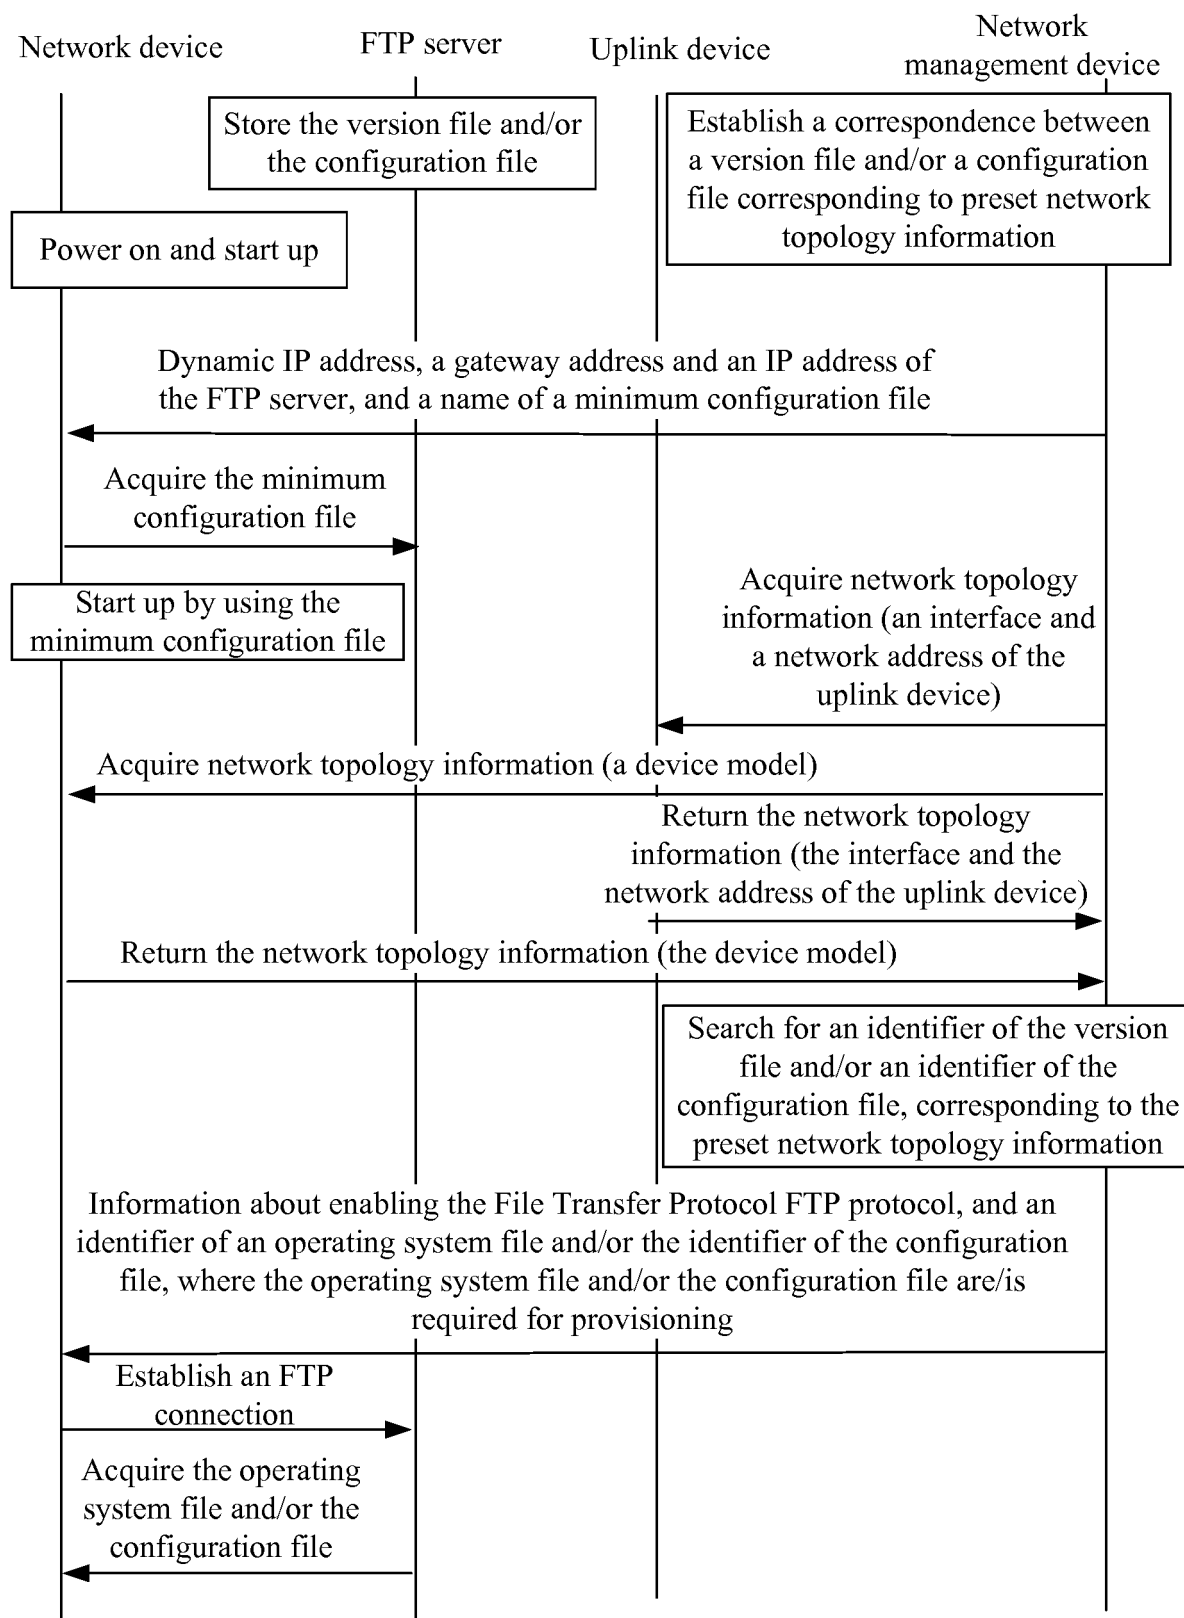 Network device
FTP server
Uplink device
Network
management device
Store the version file and/or
the configuration file
Establish a correspondence between
a version file and/or a configuration
file corresponding to preset network
topology information
Power on and start up
Dynamic IP address, a gateway address and an IP address of
the FTP server, and a name of a minimum configuration file
Acquire the minimum
configuration file
Start up by using the
minimum configuration file
Acquire network topology
information (an interface and
a network address of the
uplink device)
Acquire network topology information (a device model)
Return the network topology
information (the interface and the
network address of the uplink device)
Return the network topology information (the device model)
Search for an identifier of the version
file and/or an identifier of the
configuration file, corresponding to the
preset network topology information
Information about enabling the File Transfer Protocol FTP protocol, and an
identifier of an operating system file and/or the identifier of the configuration
file, where the operating system file and/or the configuration file are/is
required for provisioning
Establish an FTP
connection
Acquire the operating
system file and/or the
configuration file